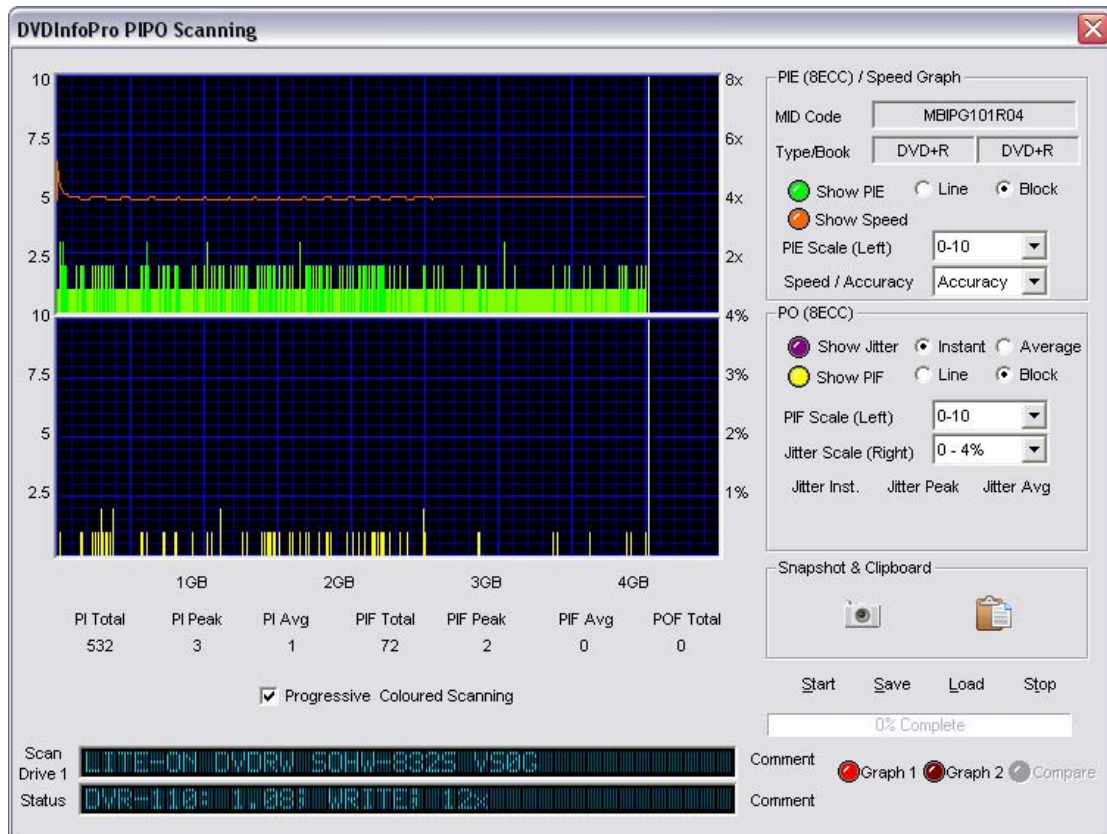 DVDInfoPro PIPO Scanning
10
7.5
5
2.5
10
7.5
5
2.5
8x
6x
4x
2x
4%
3%
2%
1%
1GB 2GB 3GB 4GB
PI Total PI Peak PI Avg PIF Total PIF Peak PIF Avg POF Total
532 3 1 72 2 0 0
Progressive Coloured Scanning
Scan Drive 1
LITE-ON DVDRW SOHW-832S VS0G
Status
DVR-110: 1.08; WRITE: 12x
PIE (8ECC) / Speed Graph
MID Code MBIPG101R04
Type/Book DVD+R DVD+R
Show PIE Line Block
Show Speed
PIE Scale (Left) 0-10
Speed / Accuracy Accuracy
PO (8ECC)
Show Jitter Instant Average
Show PIF Line Block
PIF Scale (Left) 0-10
Jitter Scale (Right) 0 - 4%
Jitter Inst. Jitter Peak Jitter Avg
Snapshot & Clipboard
Start Save Load Stop
0% Complete
Comment
Graph 1 Graph 2 Compare
Comment